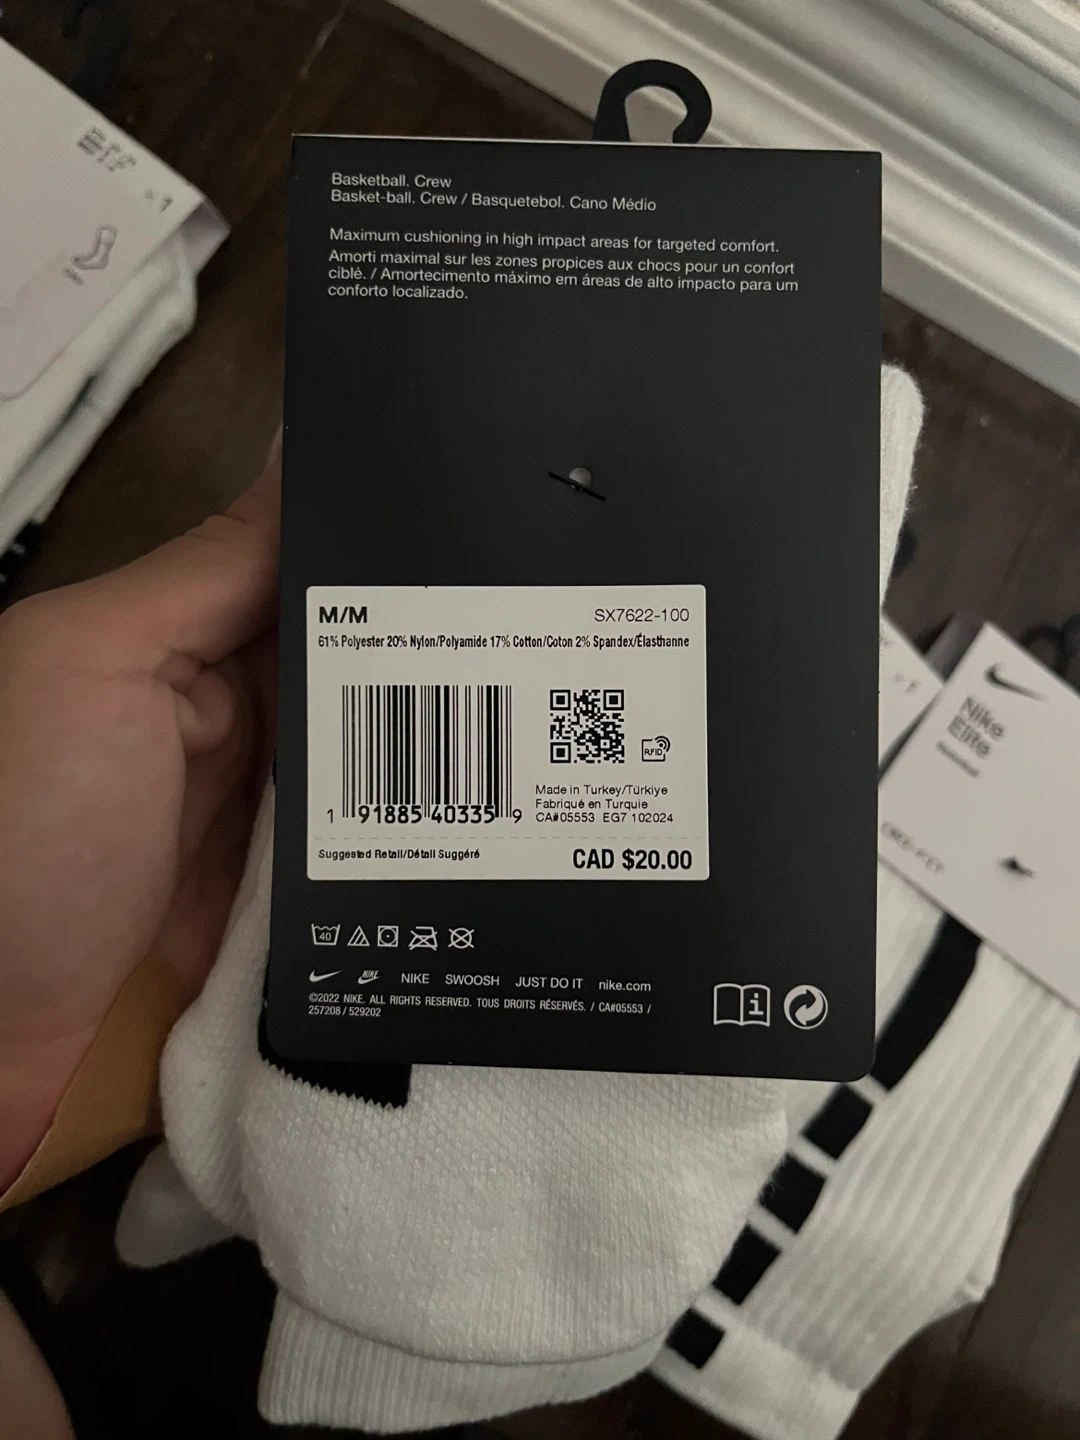 Basketball. Crew
Basket-ball. Crew / Basquetebol. Cano Médio
Maximum cushioning in high impact areas for targeted comfort.
Amorti maximal sur les zones propices aux chocs pour un confort
ciblé. / Amortecimento máximo em áreas de alto impacto para um
conforto localizado.
M/M SX7622-100
61% Polyester 20% Nylon/Polyamide 17% Cotton/Coton 2% Spandex/Élasthanne
RFID
1 91885 40335 9
Made in Turkey/Türkiye
Fabriqué en Turquie
CA#05553 EG7 102024
Suggested Retail/Détail Suggéré CAD $20.00
40
NIKE NIKE SWOOSH JUST DO IT nike.com
©2022 NIKE. ALL RIGHTS RESERVED. TOUS DROITS RÉSERVÉS. / CA#05553 /
257208 / 529202
i
x1
x1
Nike
Elite
DRI-FIT